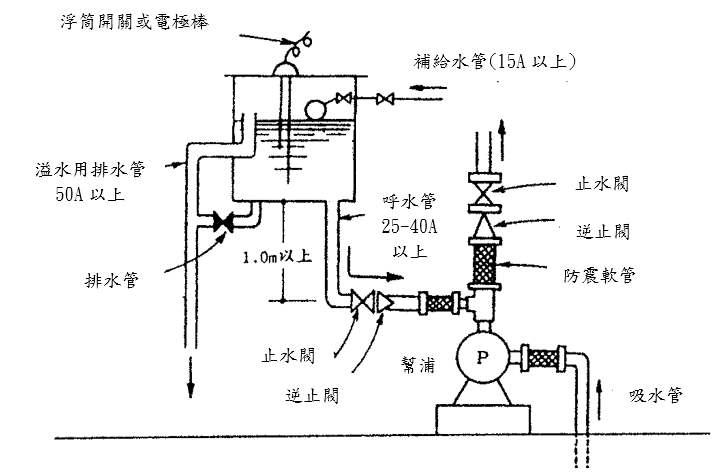 浮筒開關或電極棒
補給水管(15A 以上)
溢水用排水管
50A 以上
呼水管
25-40A
以上
止水閥
逆止閥
1.0m以上
防震軟管
排水管
止水閥
逆止閥
幫浦
P
吸水管